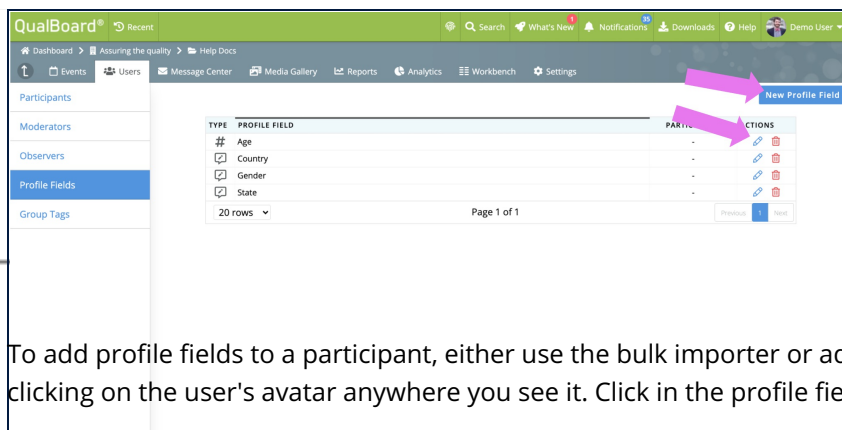 QualBoard® Recent Search What's New 1 Notifications 35 Downloads Help Demo User
Dashboard Assuring the quality Help Docs
Events Users Message Center Media Gallery Reports Analytics Workbench Settings
Participants
New Profile Field
Moderators
TYPE PROFILE FIELD
Age -
Observers
Country -
Gender -
Profile Fields
State -
Group Tags
20 rows Page 1 of 1 Previous 1 Next
To add profile fields to a participant, either use the bulk importer or
clicking on the user's avatar anywhere you see it. Click in the profile